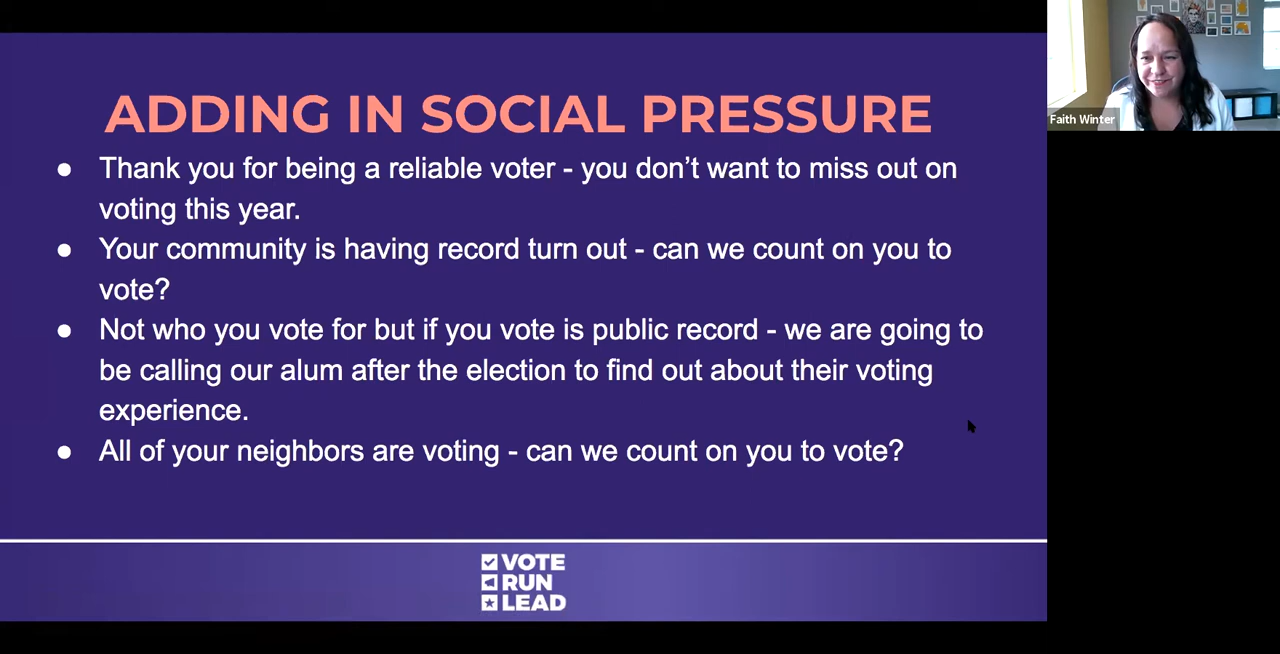 ADDING IN SOCIAL PRESSURE
● Thank you for being a reliable voter - you don’t want to miss out on
voting this year.
● Your community is having record turn out - can we count on you to
vote?
● Not who you vote for but if you vote is public record - we are going to
be calling our alum after the election to find out about their voting
experience.
● All of your neighbors are voting - can we count on you to vote?
VOTE
RUN
LEAD
Faith Winter